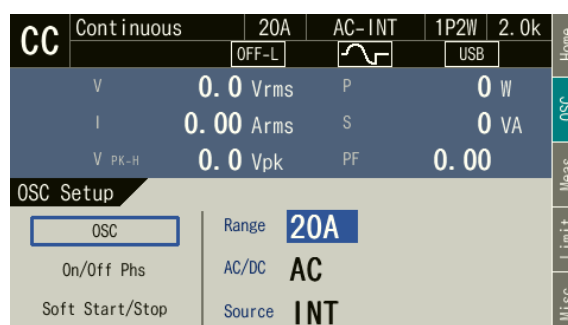 CC Continuous 20A AC-INT 1P2W 2.0k
OFF-L USB
V 0.0 Vrms P 0 W
I 0.00 Arms S 0 VA
V PK-H 0.0 Vpk PF 0.00
OSC Setup
OSC Range 20A
On/Off Phs AC/DC AC
Soft Start/Stop Source INT
Home
OSC
Meas
Limit
Misc